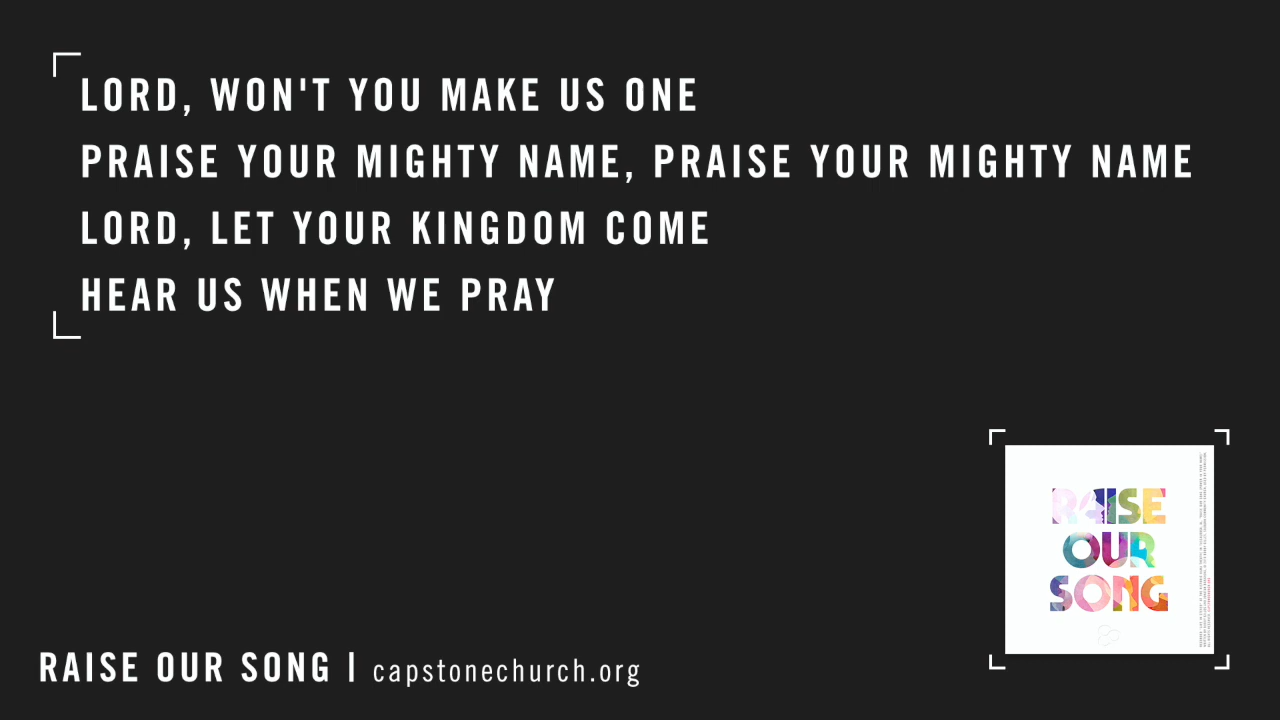 LORD, WON'T YOU MAKE US ONE
PRAISE YOUR MIGHTY NAME, PRAISE YOUR MIGHTY NAME
LORD, LET YOUR KINGDOM COME
HEAR US WHEN WE PRAY
RAISE
OUR
SONG
RAISE OUR SONG | capstonechurch.org